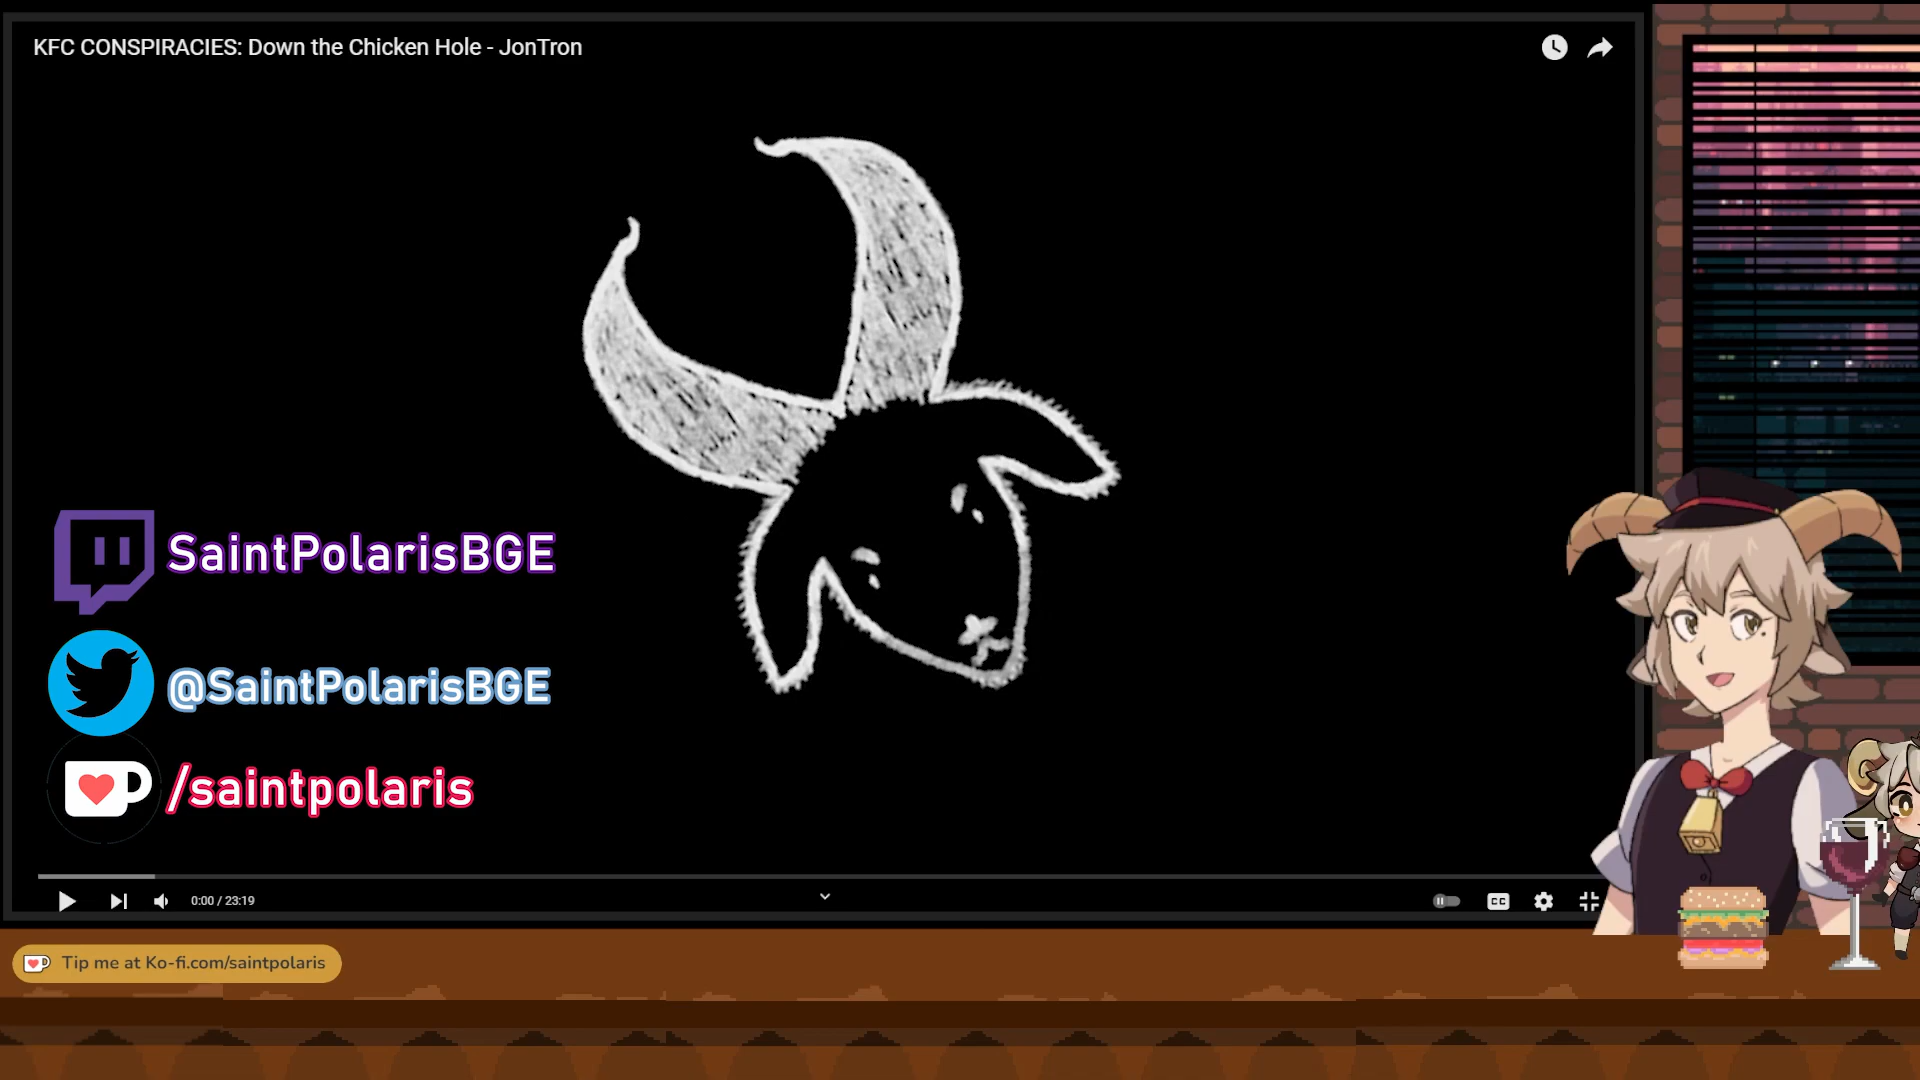 KFC CONSPIRACIES: Down the Chicken Hole - JonTron
SaintPolarisBGE
@SaintPolarisBGE
/saintpolaris
0:00 / 23:19
CC
Tip me at Ko-fi.com/saintpolaris